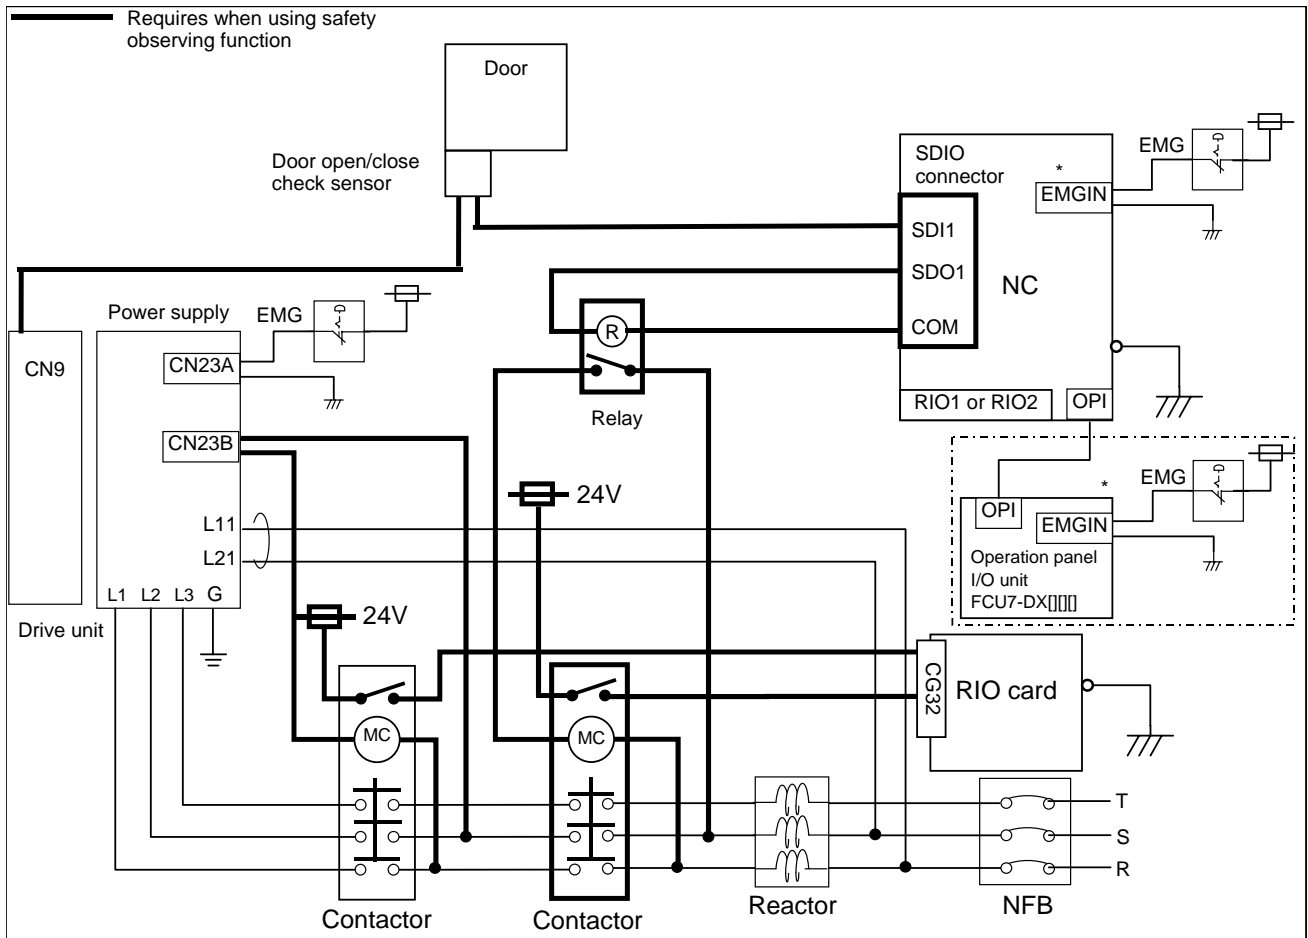 Requires when using safety
observing function
Door
Door open/close
check sensor
SDIO
connector
*
EMGIN
EMG
SDI1
SDO1
COM
NC
RIO1 or RIO2
OPI
Power supply
EMG
CN9
CN23A
CN23B
R
Relay
24V
L11
L21
L1
L2
L3
G
24V
Drive unit
*
EMG
OPI
EMGIN
Operation panel
I/O unit
FCU7-DX[][][]
CG32
RIO card
MC
MC
T
S
R
Contactor
Contactor
Reactor
NFB